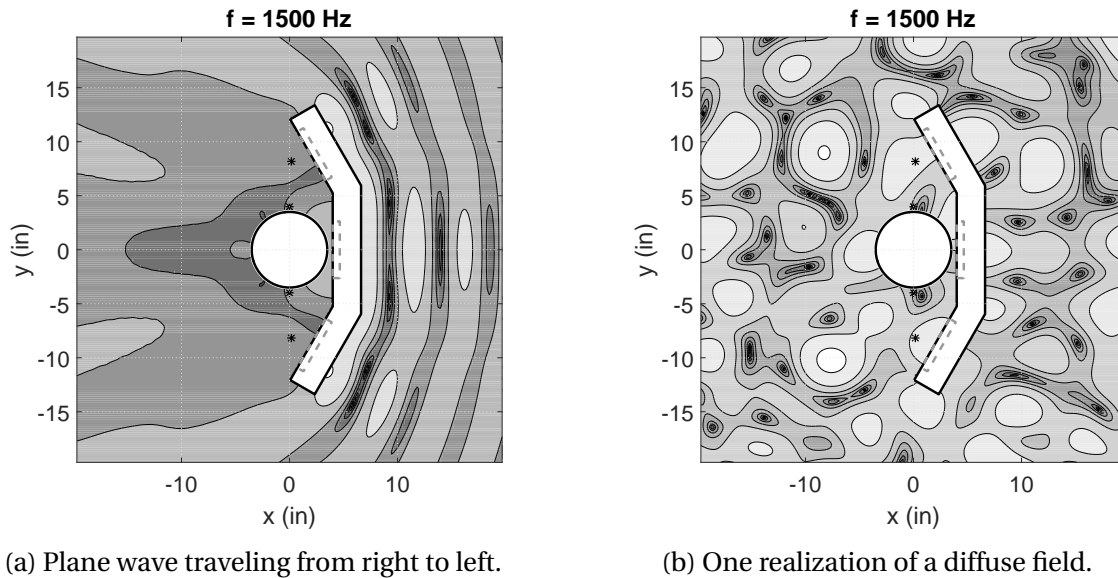 f = 1500 Hz
15
10
5
0
-5
-10
-15
y (in)
-10
0
10
x (in)
(a) Plane wave traveling from right to left.
f = 1500 Hz
15
10
5
0
-5
-10
-15
y (in)
-10
0
10
x (in)
(b) One realization of a diffuse field.